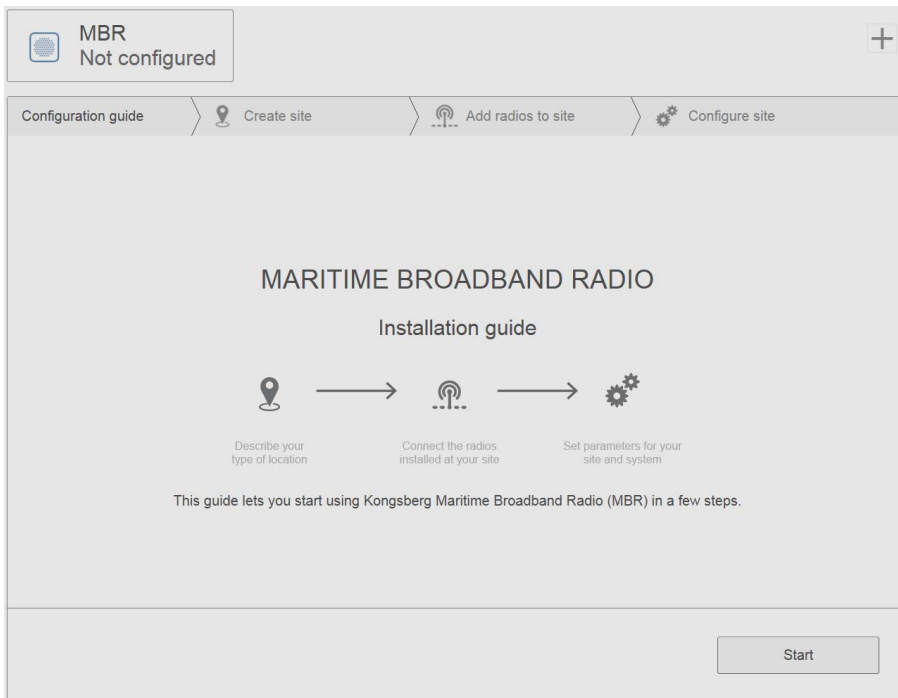 MBR
Not configured
Configuration guide
Create site
Add radios to site
Configure site
MARITIME BROADBAND RADIO
Installation guide
Describe your
type of location
Connect the radios
installed at your site
Set parameters for your
site and system
This guide lets you start using Kongsberg Maritime Broadband Radio (MBR) in a few steps.
Start